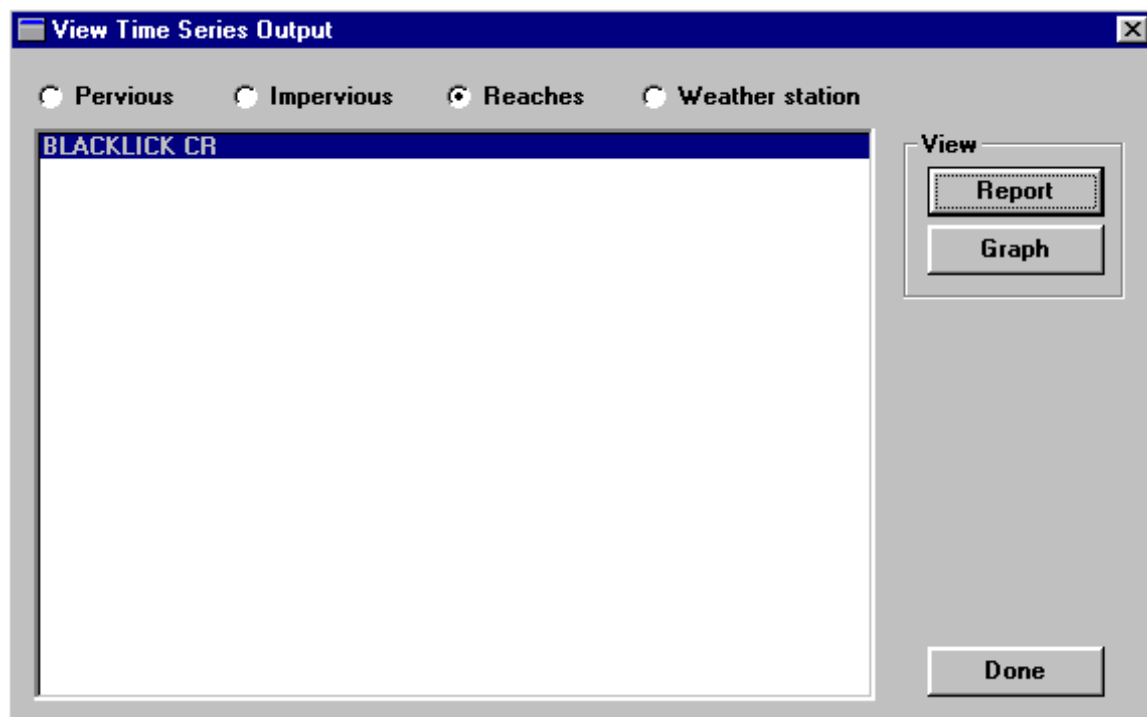 View Time Series Output
Pervious Impervious Reaches Weather station
BLACKLICK CR
View
Report
Graph
Done